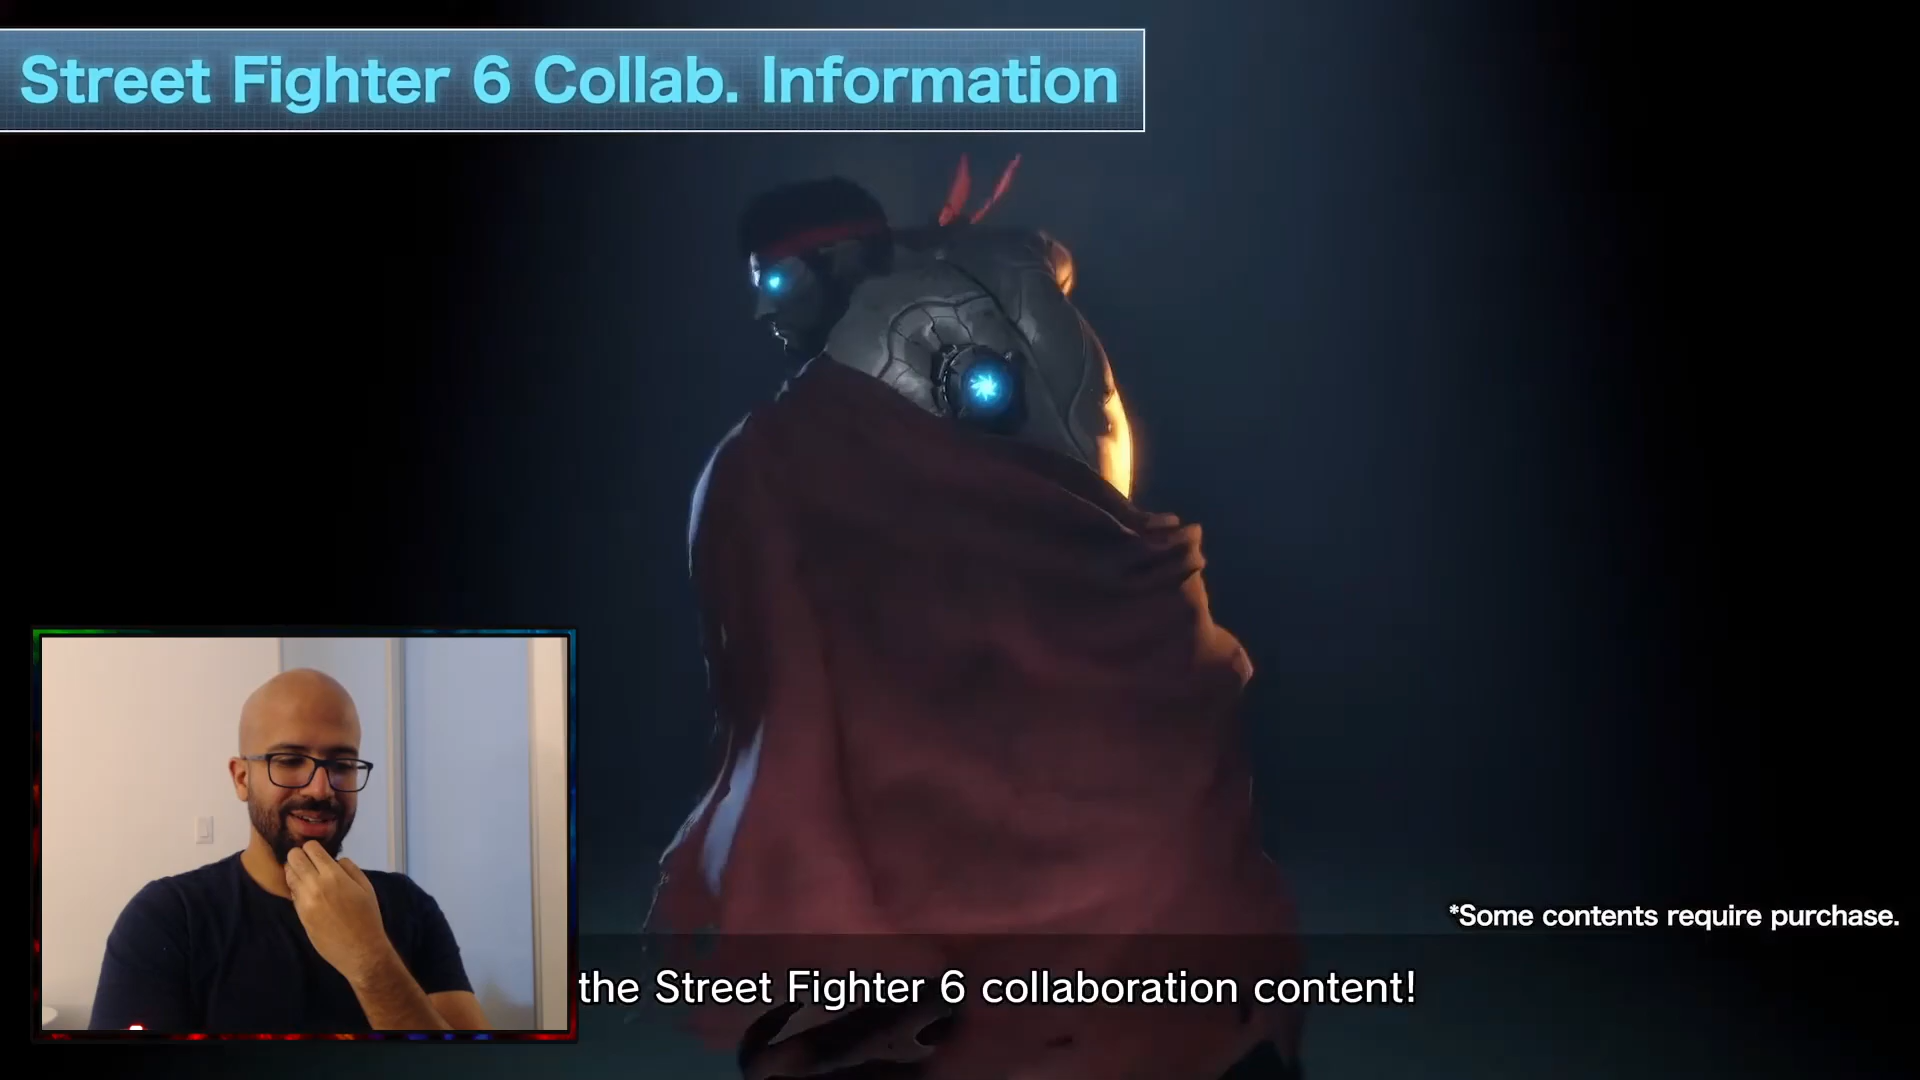 Street Fighter 6 Collab. Information
*Some contents require purchase.
the Street Fighter 6 collaboration content!